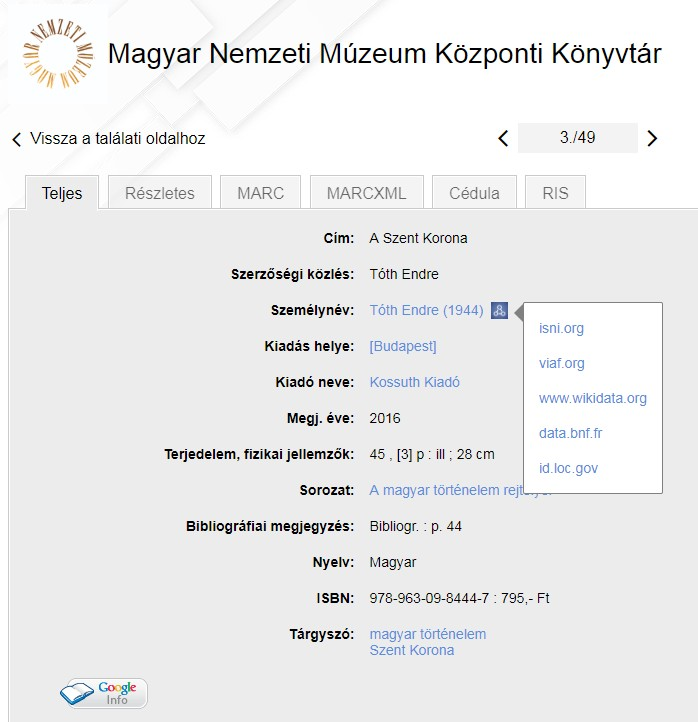 MAGYAR NEMZETI MÚZEUM
Magyar Nemzeti Múzeum Központi Könyvtár
Vissza a találati oldalhoz
3./49
Teljes Részletes MARC MARCXML Cédula RIS
Cím: A Szent Korona
Szerzőségi közlés: Tóth Endre
Személynév: Tóth Endre (1944)
isni.org
viaf.org
www.wikidata.org
data.bnf.fr
id.loc.gov
Kiadás helye: [Budapest]
Kiadó neve: Kossuth Kiadó
Megj. éve: 2016
Terjedelem, fizikai jellemzők: 45 , [3] p : ill ; 28 cm
Sorozat: A magyar történelem
Bibliográfiai megjegyzés: Bibliogr. : p. 44
Nyelv: Magyar
ISBN: 978-963-09-8444-7 : 795,- Ft
Tárgyszó: magyar történelem
Szent Korona
Google
Info